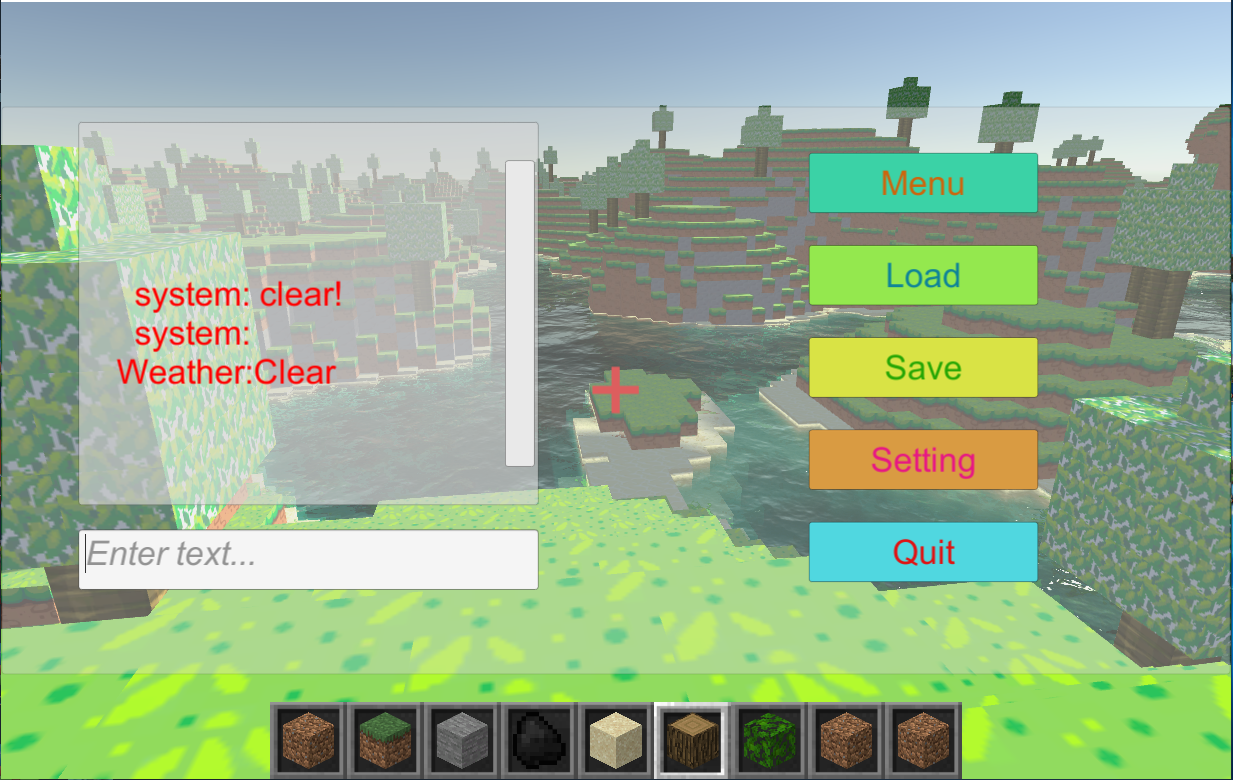 system: clear!
system:
Weather:Clear
Enter text...
Menu
Load
Save
Setting
Quit